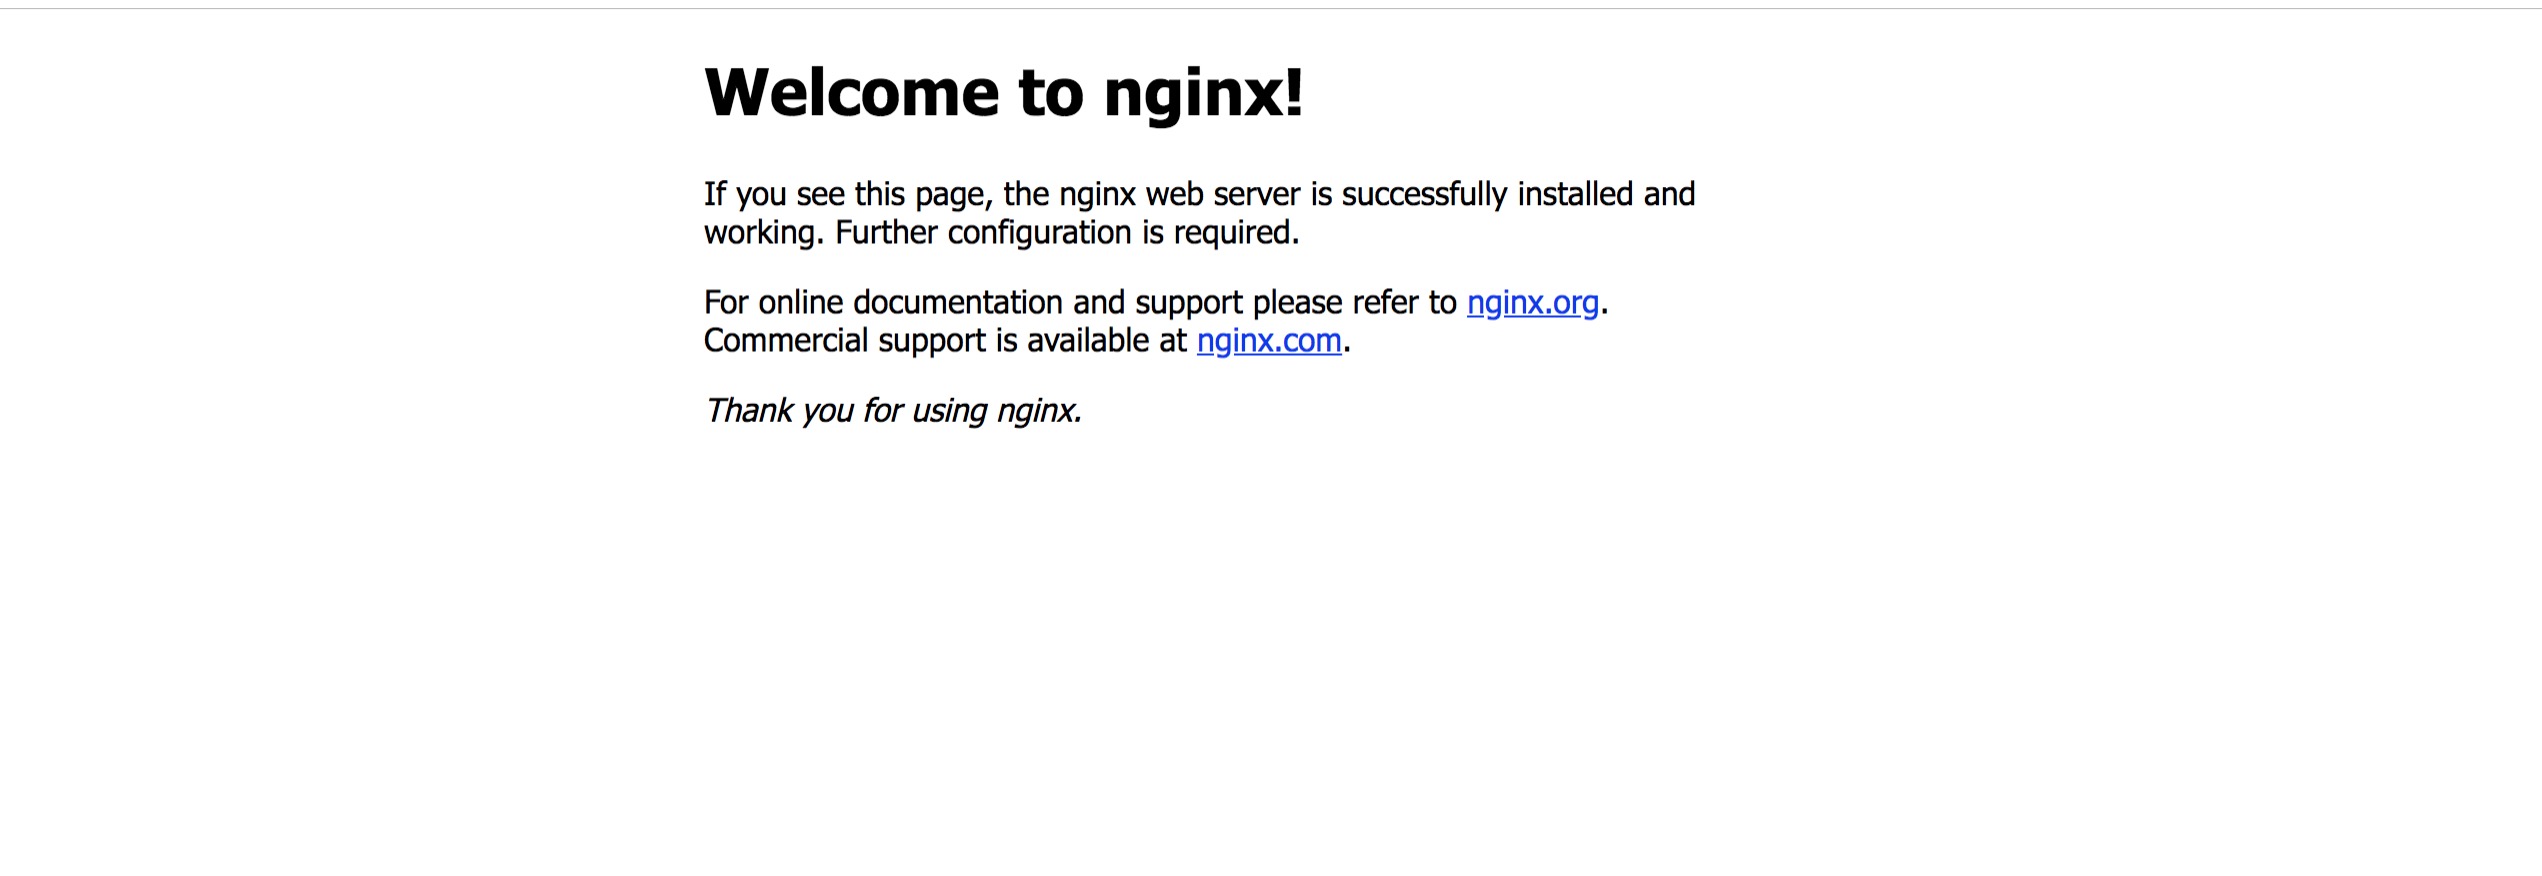 Welcome to nginx!
If you see this page, the nginx web server is successfully installed and
working. Further configuration is required.
For online documentation and support please refer to nginx.org.
Commercial support is available at nginx.com.
Thank you for using nginx.